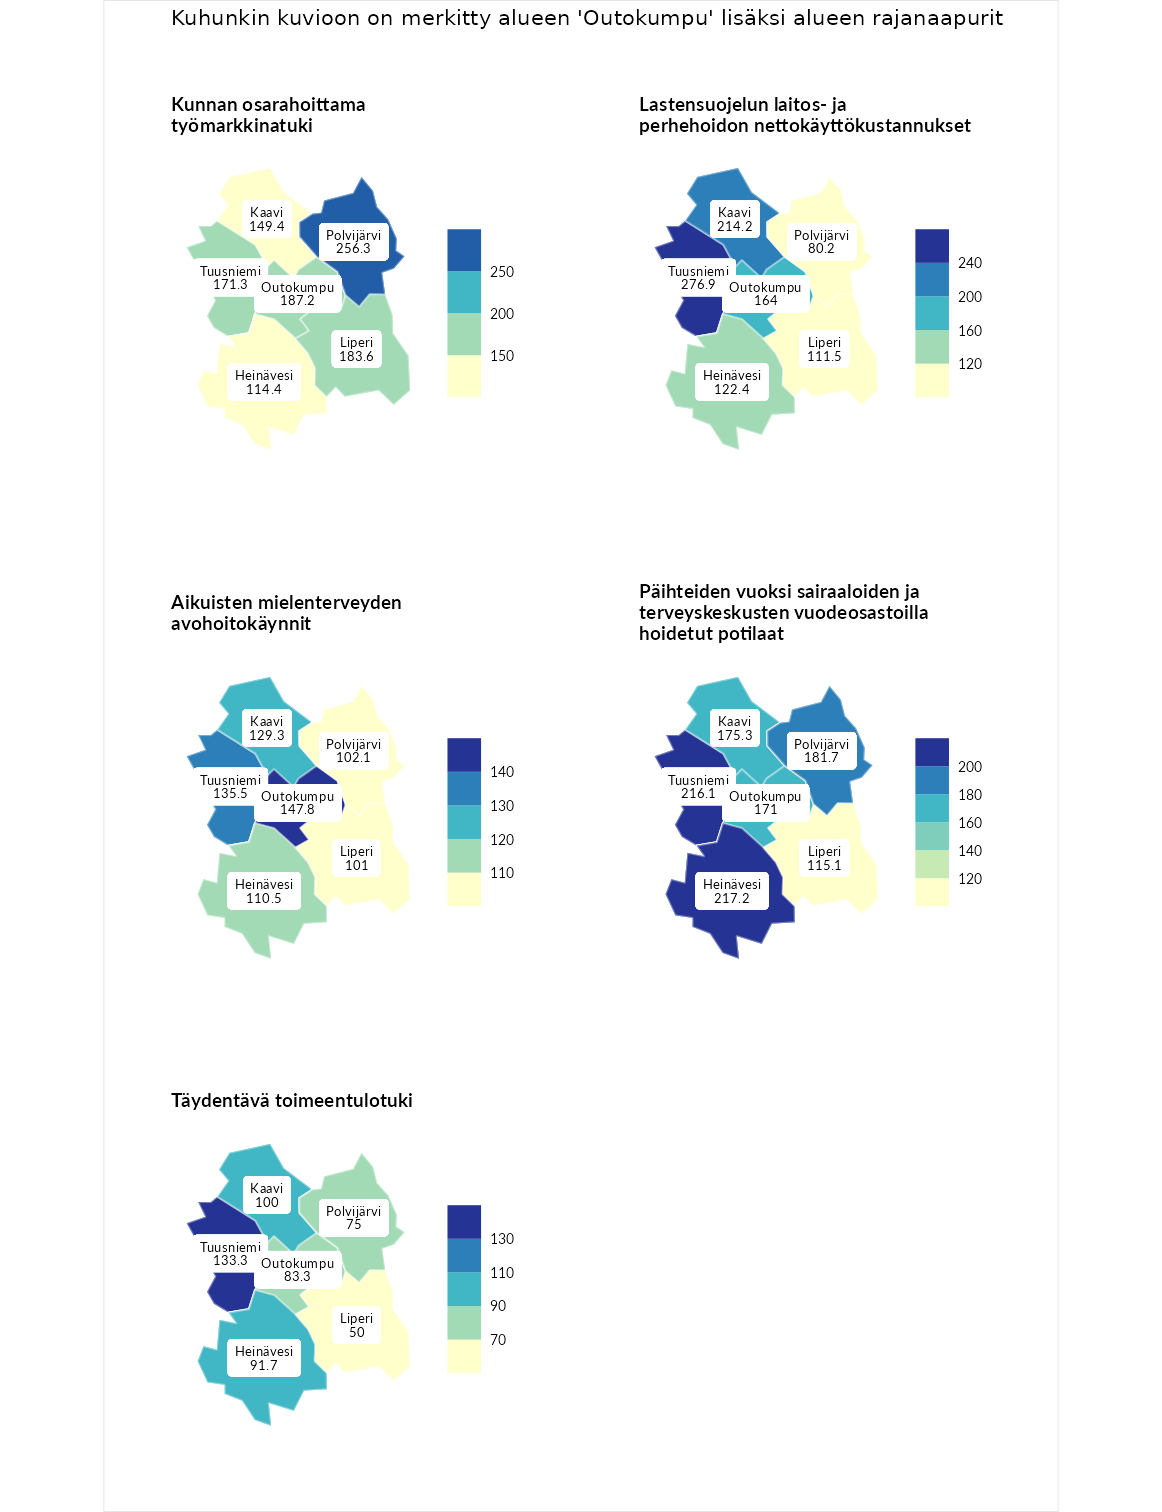 Kuhunkin kuvioon on merkitty alueen 'Outokumpu' lisäksi alueen rajanaapurit
Kunnan osarahoittama
työmarkkinatuki
Kaavi
149.4
Polvijärvi
256.3
Tuusniemi
171.3
Outokumpu
187.2
Liperi
183.6
Heinävesi
114.4
250
200
150
Lastensuojelun laitos- ja
perhehoidon nettokäyttökustannukset
Kaavi
214.2
Polvijärvi
80.2
Tuusniemi
276.9
Outokumpu
164
Liperi
111.5
Heinävesi
122.4
240
200
160
120
Aikuisten mielenterveyden
avohoitokäynnit
Kaavi
129.3
Polvijärvi
102.1
Tuusniemi
135.5
Outokumpu
147.8
Liperi
101
Heinävesi
110.5
140
130
120
110
Päihteiden vuoksi sairaaloiden ja
terveyskeskusten vuodeosastoilla
hoidetut potilaat
Kaavi
175.3
Polvijärvi
181.7
Tuusniemi
216.1
Outokumpu
171
Liperi
115.1
Heinävesi
217.2
200
180
160
140
120
Täydentävä toimeentulotuki
Kaavi
100
Polvijärvi
75
Tuusniemi
133.3
Outokumpu
83.3
Liperi
50
Heinävesi
91.7
130
110
90
70